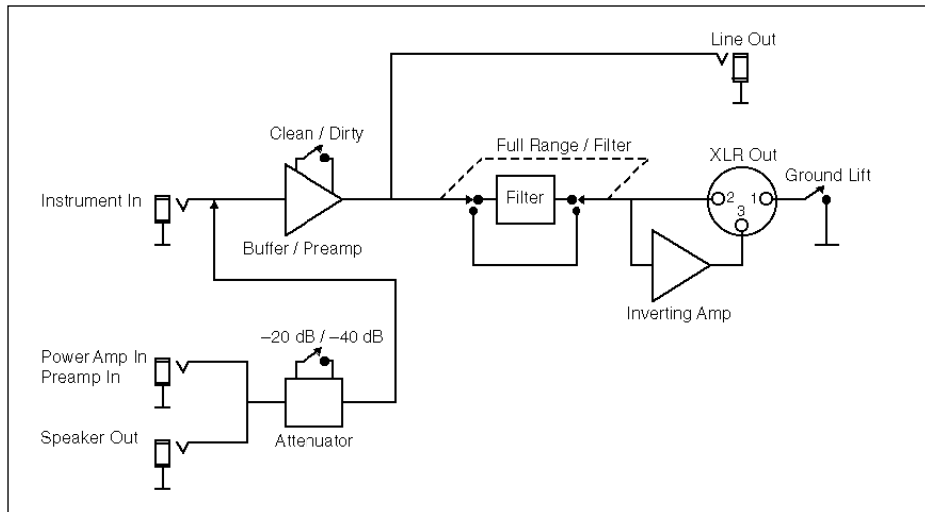 Line Out
Clean / Dirty
Full Range / Filter
XLR Out
Ground Lift
Instrument In
Filter
2
1
3
Buffer / Preamp
Inverting Amp
–20 dB / –40 dB
Power Amp In
Preamp In
Speaker Out
Attenuator